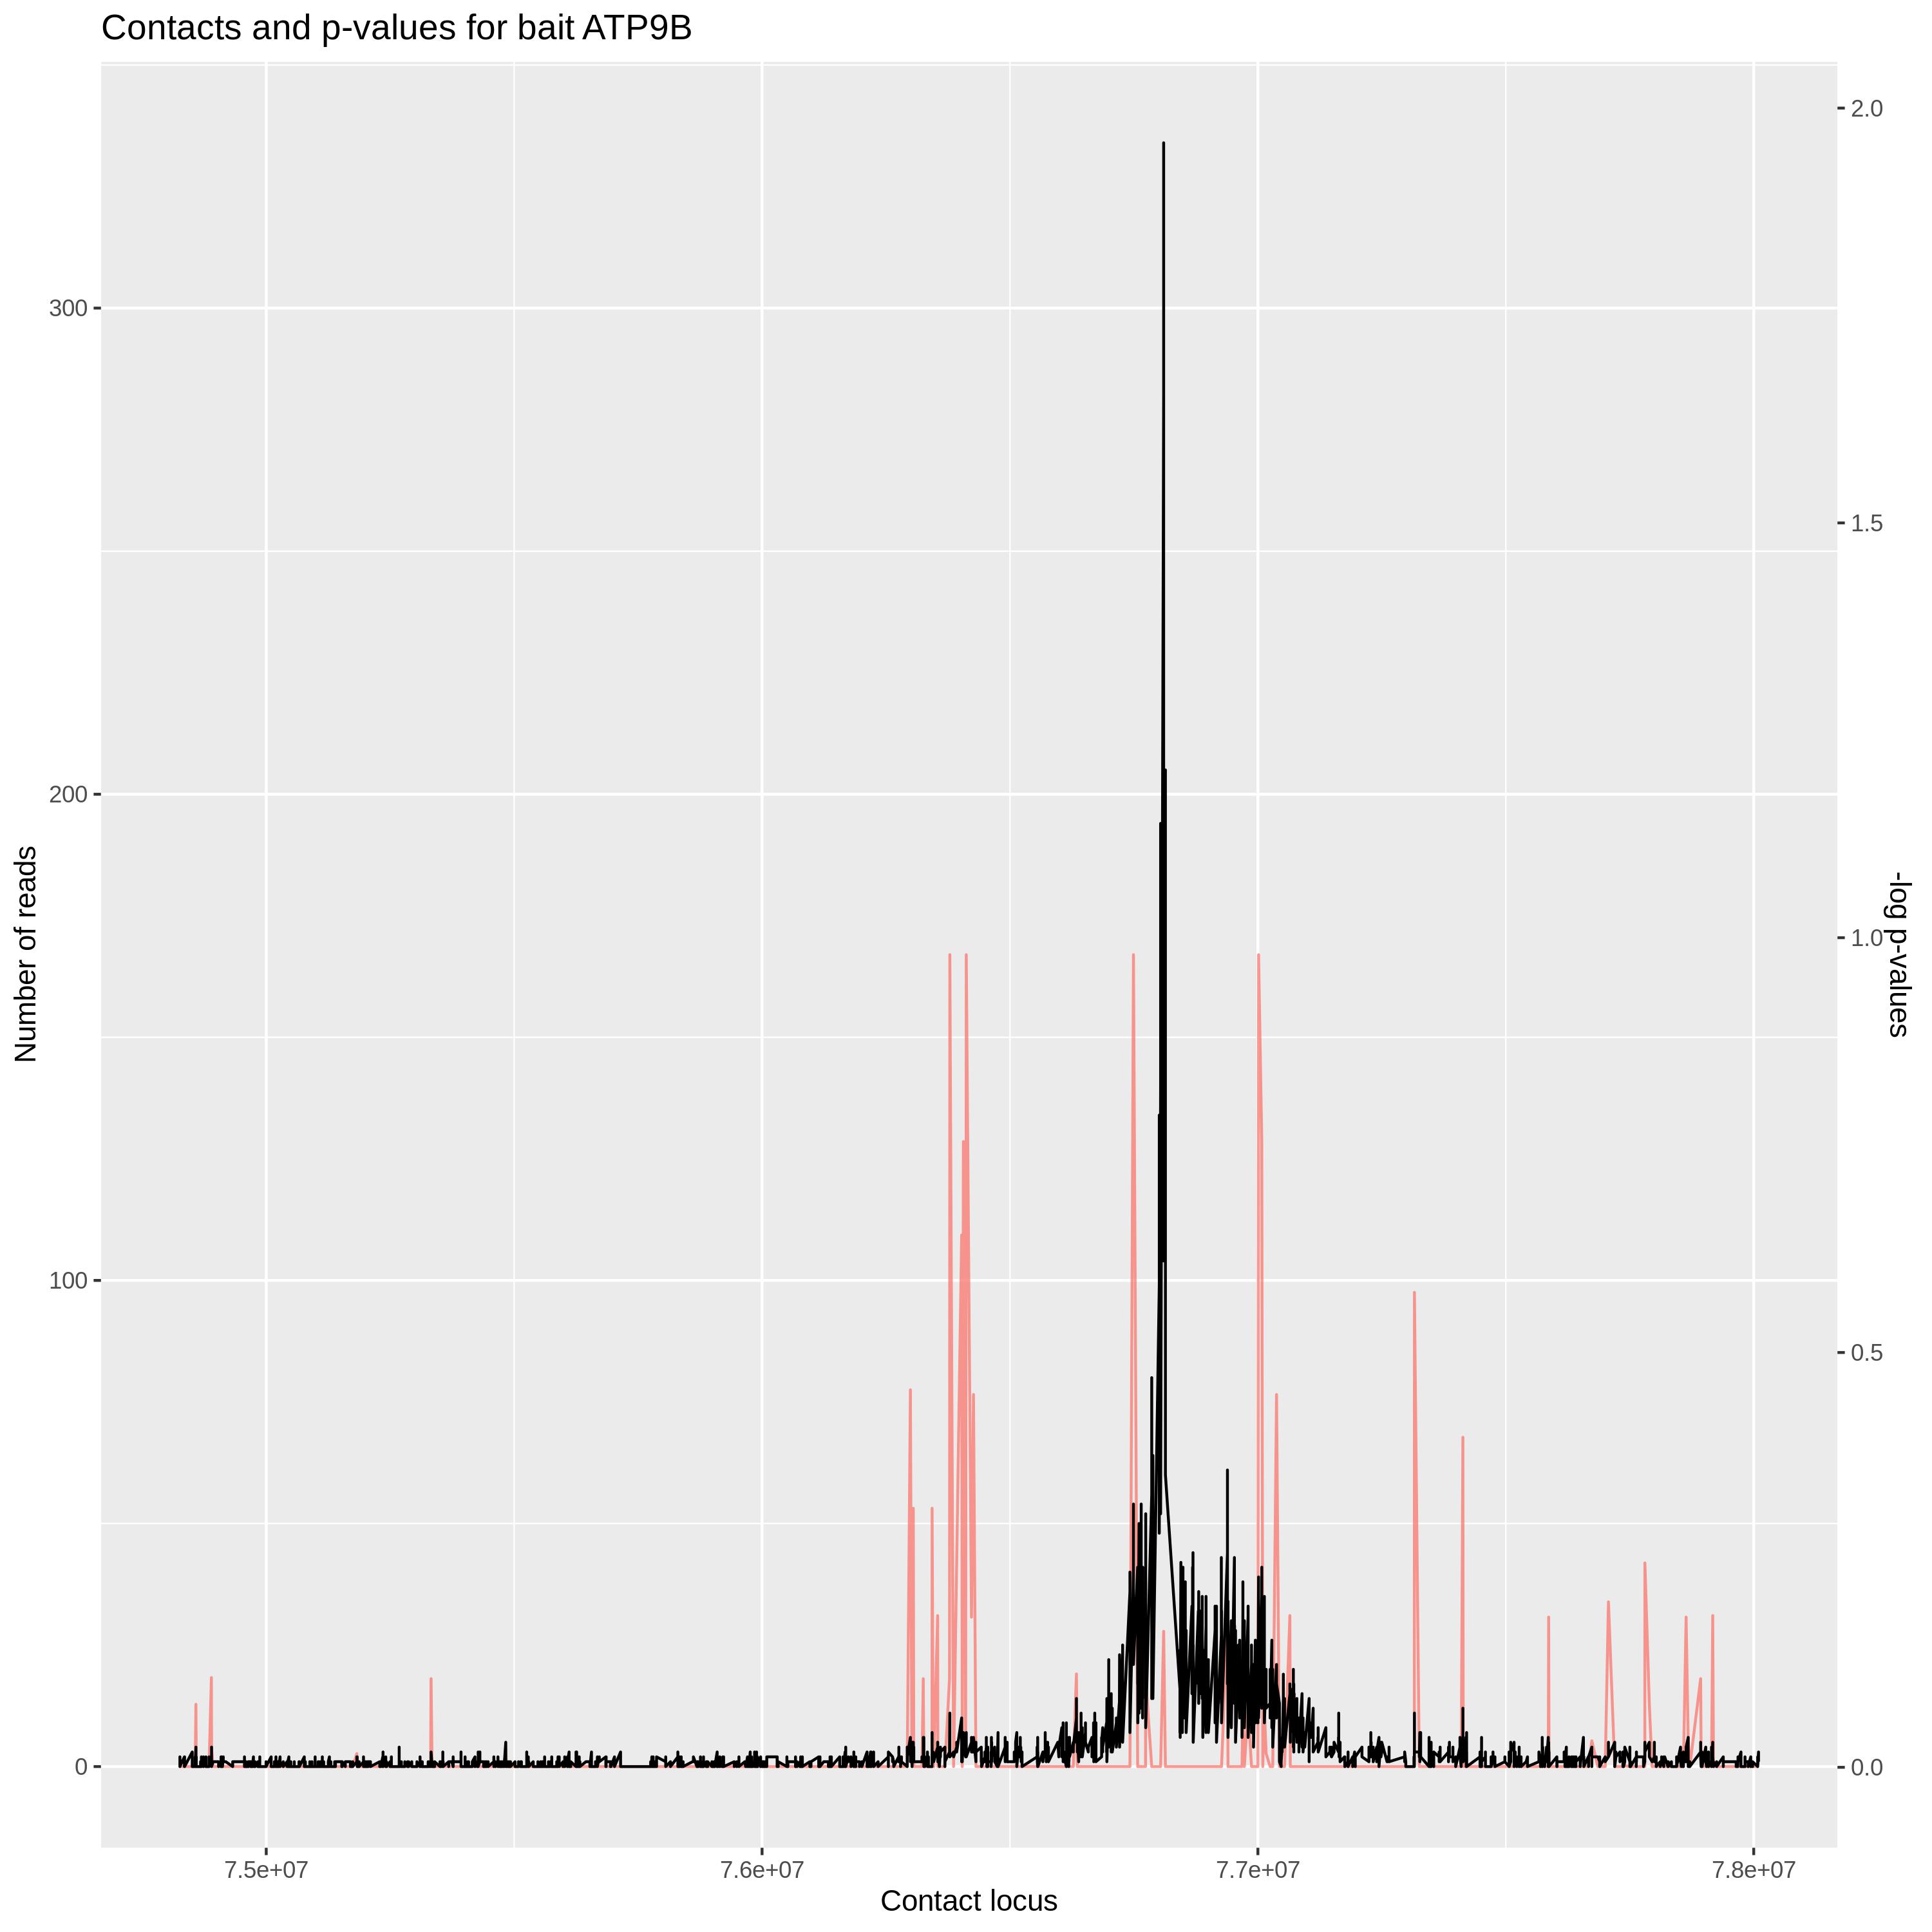 Contacts and p-values for bait ATP9B
Number of reads
300
200
100
0
2.0
1.5
1.0
0.5
0.0
-log p-values
7.5e+07 7.6e+07 7.7e+07 7.8e+07
Contact locus